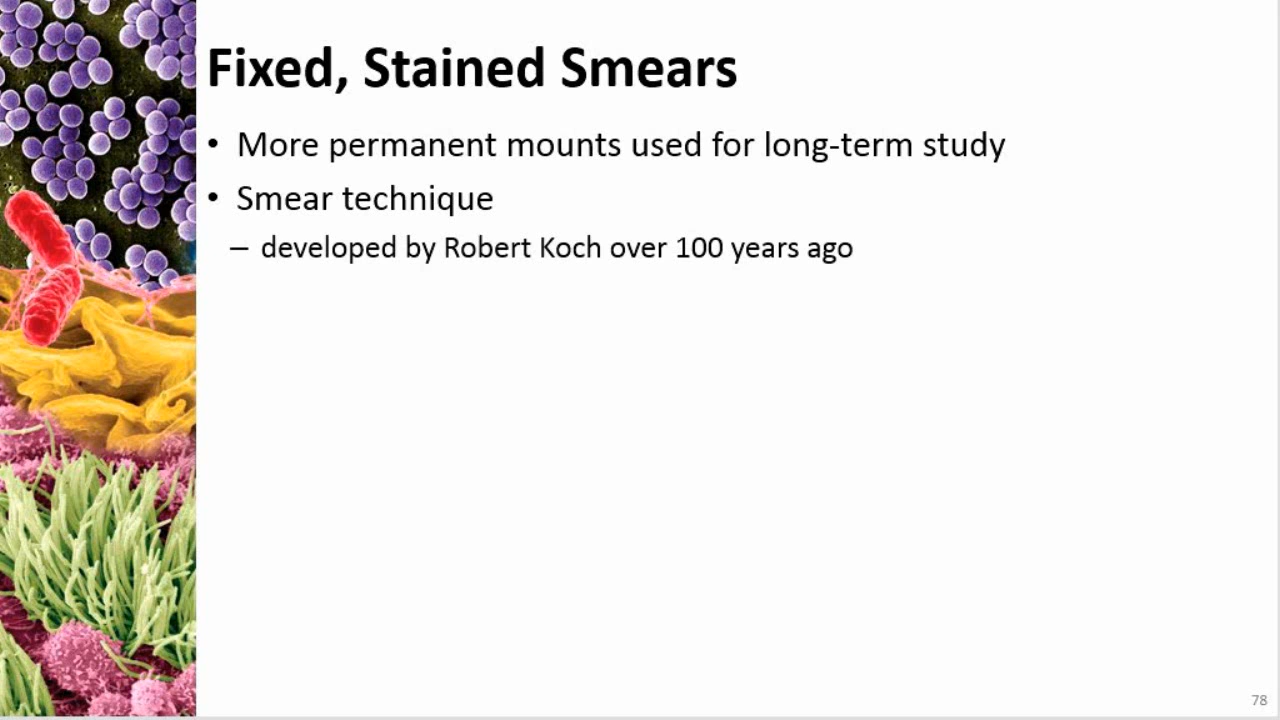 Fixed, Stained Smears
• More permanent mounts used for long-term study
• Smear technique
– developed by Robert Koch over 100 years ago
78